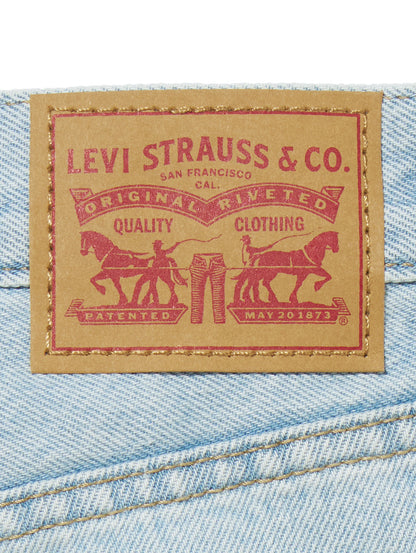 LEVI STRAUSS & CO.
SAN FRANCISCO
CAL.
ORIGINAL RIVETED
QUALITY CLOTHING
PATENTED MAY 20 1873 ®